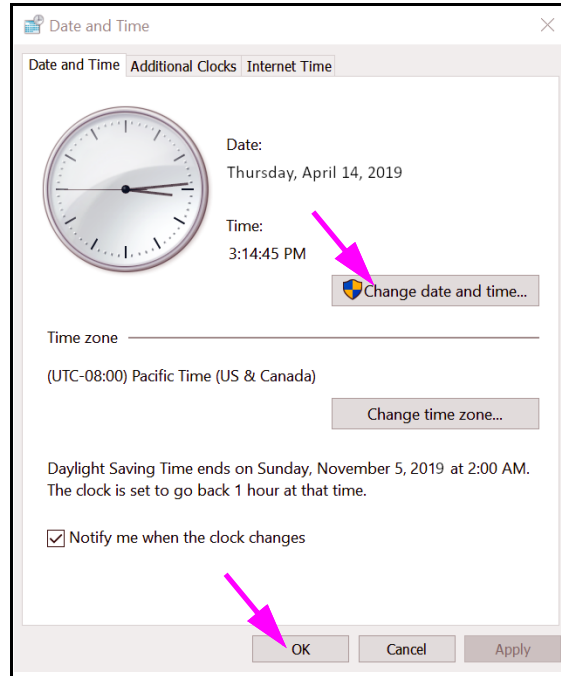 Date and Time
Date and Time Additional Clocks Internet Time
Date:
Thursday, April 14, 2019
Time:
3:14:45 PM
Change date and time...
Time zone
(UTC-08:00) Pacific Time (US & Canada)
Change time zone...
Daylight Saving Time ends on Sunday, November 5, 2019 at 2:00 AM.
The clock is set to go back 1 hour at that time.
Notify me when the clock changes
OK Cancel Apply